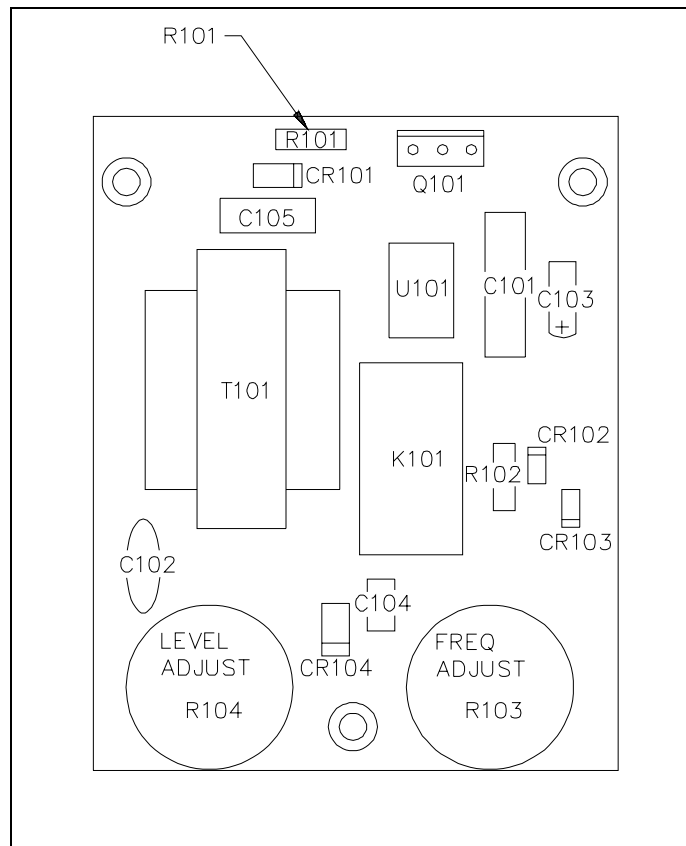 R101
R101
CR101
Q101
C105
U101
C101
C103
+
T101
K101
CR102
R102
CR103
C102
C104
LEVEL
ADJUST
R104
CR104
FREQ
ADJUST
R103